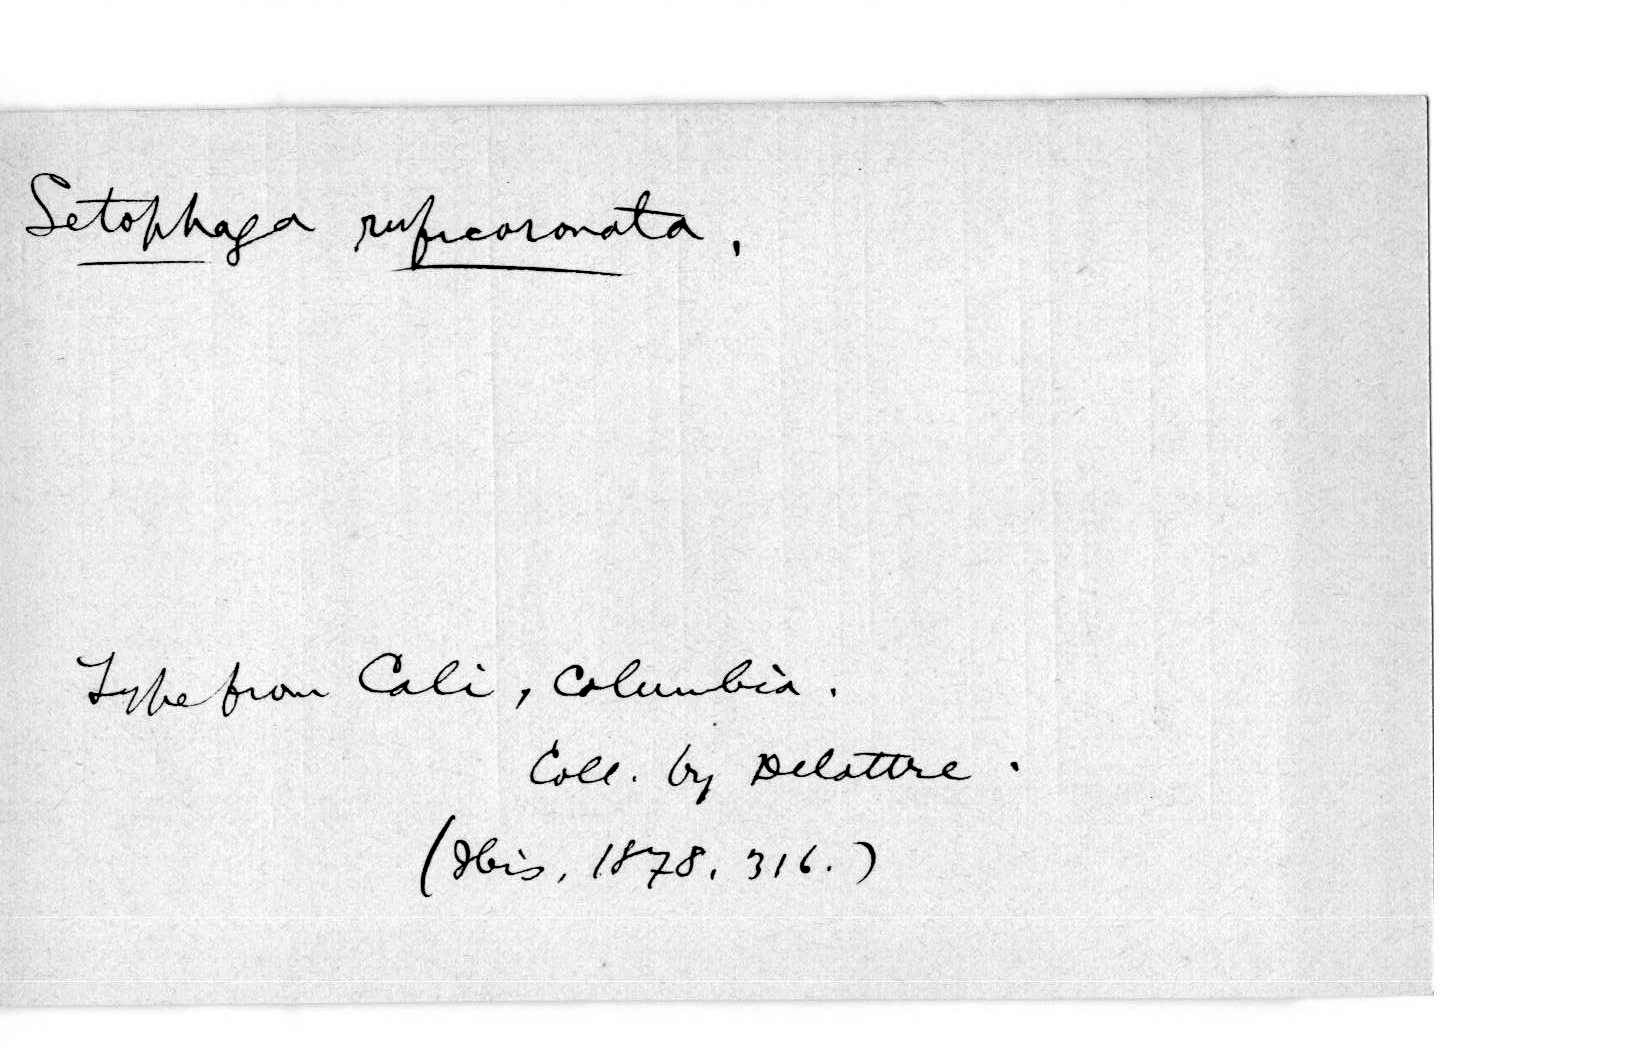 Setophaga ruficoronata,
Type from Cali, Columbia.
Coll. by Delattre.
(Ibis, 1878, 316.)